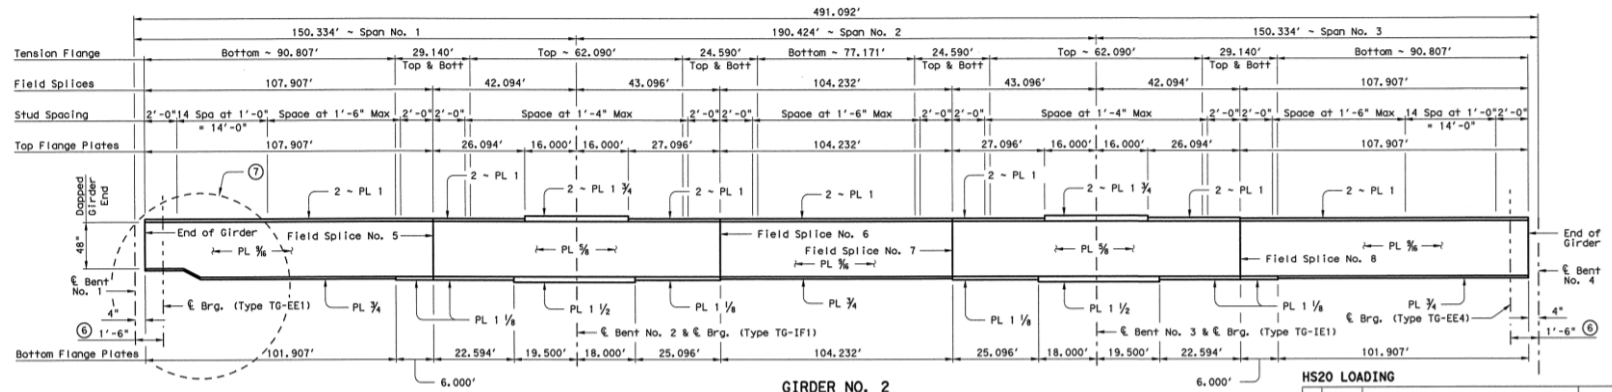 491.092'
150.334' ~ Span No. 1 190.424' ~ Span No. 2 150.334' ~ Span No. 3
Tension Flange Bottom ~ 90.807' 29.140' Top ~ 62.090' 24.590' Bottom ~ 77.171' 24.590' Top ~ 62.090' 29.140' Bottom ~ 90.807'
Top & Bott Top & Bott Top & Bott Top & Bott
Field Splices 107.907' 42.094' 43.096' 104.232' 43.096' 42.094' 107.907'
Stud Spacing 2'-0" 14 Spa at 1'-0" Space at 1'-6" Max 2'-0" 2'-0" Space at 1'-4" Max 2'-0" 2'-0" Space at 1'-6" Max 2'-0" 2'-0" Space at 1'-4" Max 2'-0" 2'-0" Space at 1'-6" Max 14 Spa at 1'-0" 2'-0"
= 14'-0" = 14'-0"
Top Flange Plates 107.907' 26.094' 16.000' 16.000' 27.096' 104.232' 27.096' 16.000' 16.000' 26.094' 107.907'
7
2 ~ PL 1 2 ~ PL 1 2 ~ PL 1 3/4 2 ~ PL 1 2 ~ PL 1 2 ~ PL 1 2 ~ PL 1 3/4 2 ~ PL 1 2 ~ PL 1
Dapped
Girder
End
48"
End of Girder Field Splice No. 5 Field Splice No. 6 Field Splice No. 7 Field Splice No. 8 End of
Girder
PL 9/16 PL 5/8 PL 9/16 PL 5/8 PL 9/16
℄ Bent
No. 1
℄ Bent
No. 4
℄ Brg. (Type TG-EE1) PL 3/4 PL 1 1/8 PL 1 1/2 PL 1 1/8 PL 3/4 PL 1 1/8 PL 1 1/2 PL 1 1/8 PL 3/4 ℄ Brg. (Type TG-EE4)
4" 4"
6 1'-6" 1'-6" 6
℄ Bent No. 2 & ℄ Brg. (Type TG-IF1) ℄ Bent No. 3 & ℄ Brg. (Type TG-IE1)
Bottom Flange Plates 101.907' 22.594' 19.500' 18.000' 25.096' 104.232' 25.096' 18.000' 19.500' 22.594' 101.907'
6.000' 6.000'
GIRDER NO. 2
HS20 LOADING